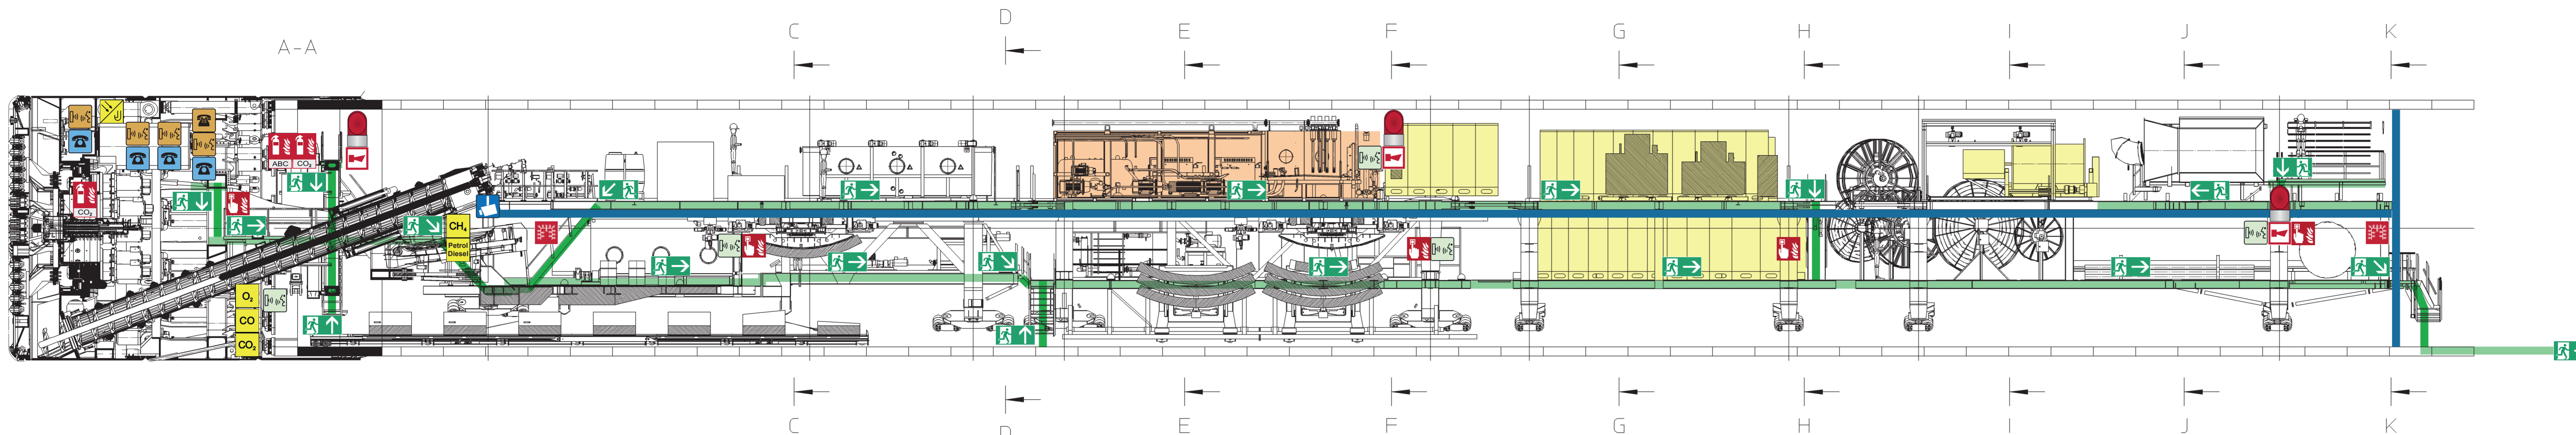 A-A
C
D
E
F
G
H
I
J
K
J
ABC
CO₂
CO₂
CH₄
Petrol
Diesel
O₂
CO
CO₂
C
D
E
F
G
H
I
J
K